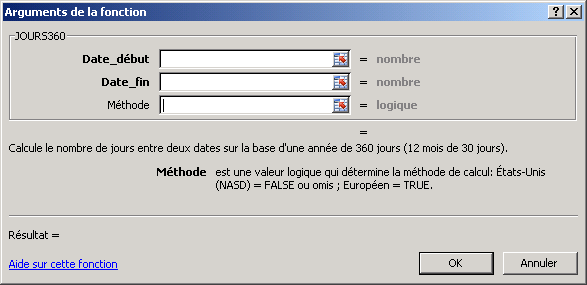 Arguments de la fonction
JOURS360
Date_début = nombre
Date_fin = nombre
Méthode = logique
=
Calcule le nombre de jours entre deux dates sur la base d'une année de 360 jours (12 mois de 30 jours).
Méthode est une valeur logique qui détermine la méthode de calcul: États-Unis
(NASD) = FALSE ou omis ; Européen = TRUE.
Résultat =
Aide sur cette fonction OK Annuler